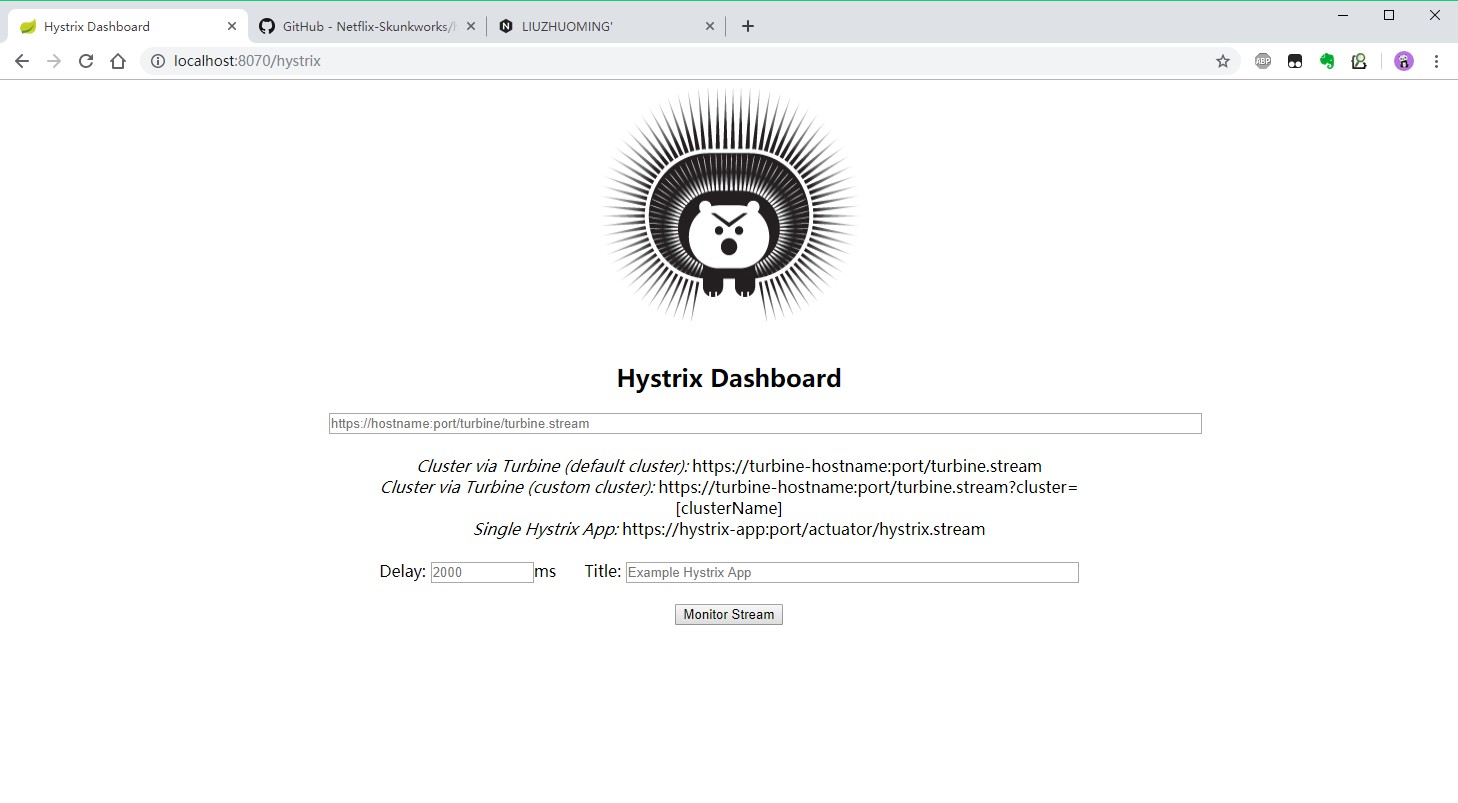 Hystrix Dashboard
GitHub - Netflix-Skunkworks/
LIUZHUOMING'
localhost:8070/hystrix
ABP
Hystrix Dashboard
https://hostname:port/turbine/turbine.stream
Cluster via Turbine (default cluster): https://turbine-hostname:port/turbine.stream
Cluster via Turbine (custom cluster): https://turbine-hostname:port/turbine.stream?cluster=
[clusterName]
Single Hystrix App: https://hystrix-app:port/actuator/hystrix.stream
Delay: 2000 ms Title: Example Hystrix App
Monitor Stream